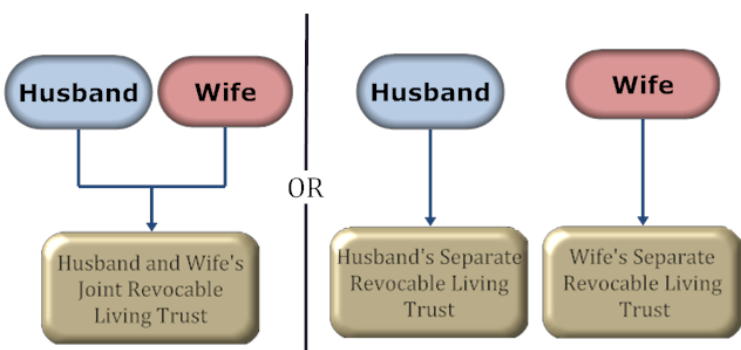 Husband
Wife
Husband and Wife's
Joint Revocable
Living Trust
OR
Husband
Wife
Husband's Separate
Revocable Living
Trust
Wife's Separate
Revocable Living
Trust